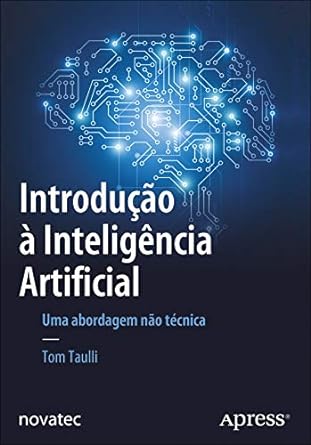 Introdução
à Inteligência
Artificial
Uma abordagem não técnica
Tom Taulli
novatec
Apress®